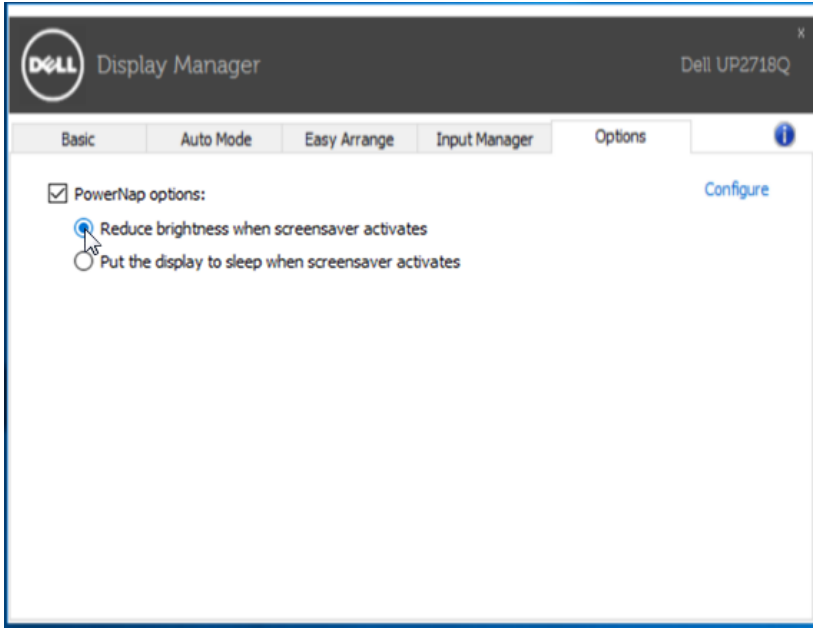 DELL Display Manager
x
Dell UP2718Q
Basic Auto Mode Easy Arrange Input Manager Options i
PowerNap options:
Configure
Reduce brightness when screensaver activates
Put the display to sleep when screensaver activates